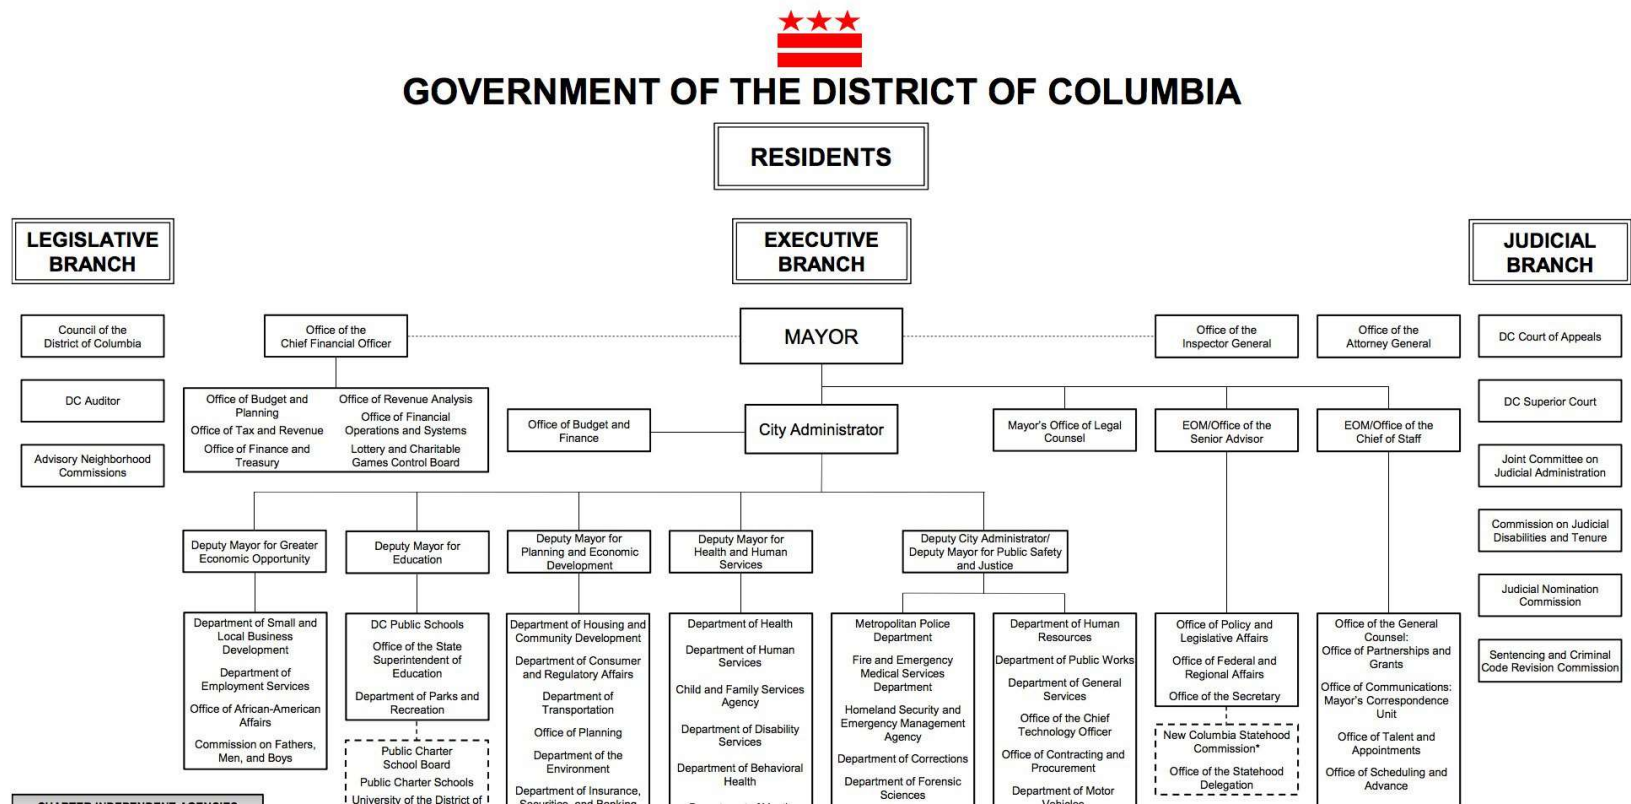 GOVERNMENT OF THE DISTRICT OF COLUMBIA
RESIDENTS
LEGISLATIVE
BRANCH
EXECUTIVE
BRANCH
JUDICIAL
BRANCH
Council of the
District of Columbia
DC Auditor
Advisory Neighborhood
Commissions
Office of the
Chief Financial Officer
MAYOR
Office of the
Inspector General
Office of the
Attorney General
DC Court of Appeals
DC Superior Court
Joint Committee on
Judicial Administration
Commission on Judicial
Disabilities and Tenure
Judicial Nomination
Commission
Sentencing and Criminal
Code Revision Commission
Office of Budget and
Planning
Office of Tax and Revenue
Office of Finance and
Treasury
Office of Revenue Analysis
Office of Financial
Operations and Systems
Lottery and Charitable
Games Control Board
Office of Budget and
Finance
City Administrator
Mayor's Office of Legal
Counsel
EOM/Office of the
Senior Advisor
EOM/Office of the
Chief of Staff
Deputy Mayor for Greater
Economic Opportunity
Deputy Mayor for
Education
Deputy Mayor for
Planning and Economic
Development
Deputy Mayor for
Health and Human
Services
Deputy City Administrator/
Deputy Mayor for Public Safety
and Justice
Department of Small and
Local Business
Development
Department of
Employment Services
Office of African-American
Affairs
Commission on Fathers,
Men, and Boys
DC Public Schools
Office of the State
Superintendent of
Education
Department of Parks and
Recreation
Public Charter
School Board
Public Charter Schools
University of the District of
Department of Housing and
Community Development
Department of Consumer
and Regulatory Affairs
Department of
Transportation
Office of Planning
Department of the
Environment
Department of Insurance,
Securities, and Banking
Department of Health
Department of Human
Services
Child and Family Services
Agency
Department of Disability
Services
Department of Behavioral
Health
Metropolitan Police
Department
Fire and Emergency
Medical Services
Department
Homeland Security and
Emergency Management
Agency
Department of Corrections
Department of Forensic
Sciences
Department of Human
Resources
Department of Public Works
Department of General
Services
Office of the Chief
Technology Officer
Office of Contracting and
Procurement
Department of Motor
Vehicles
Office of Policy and
Legislative Affairs
Office of Federal and
Regional Affairs
Office of the Secretary
New Columbia Statehood
Commission*
Office of the Statehood
Delegation
Office of the General
Counsel:
Office of Partnerships and
Grants
Office of Communications:
Mayor's Correspondence
Unit
Office of Talent and
Appointments
Office of Scheduling and
Advance
CHARTER INDEPENDENT AGENCIES